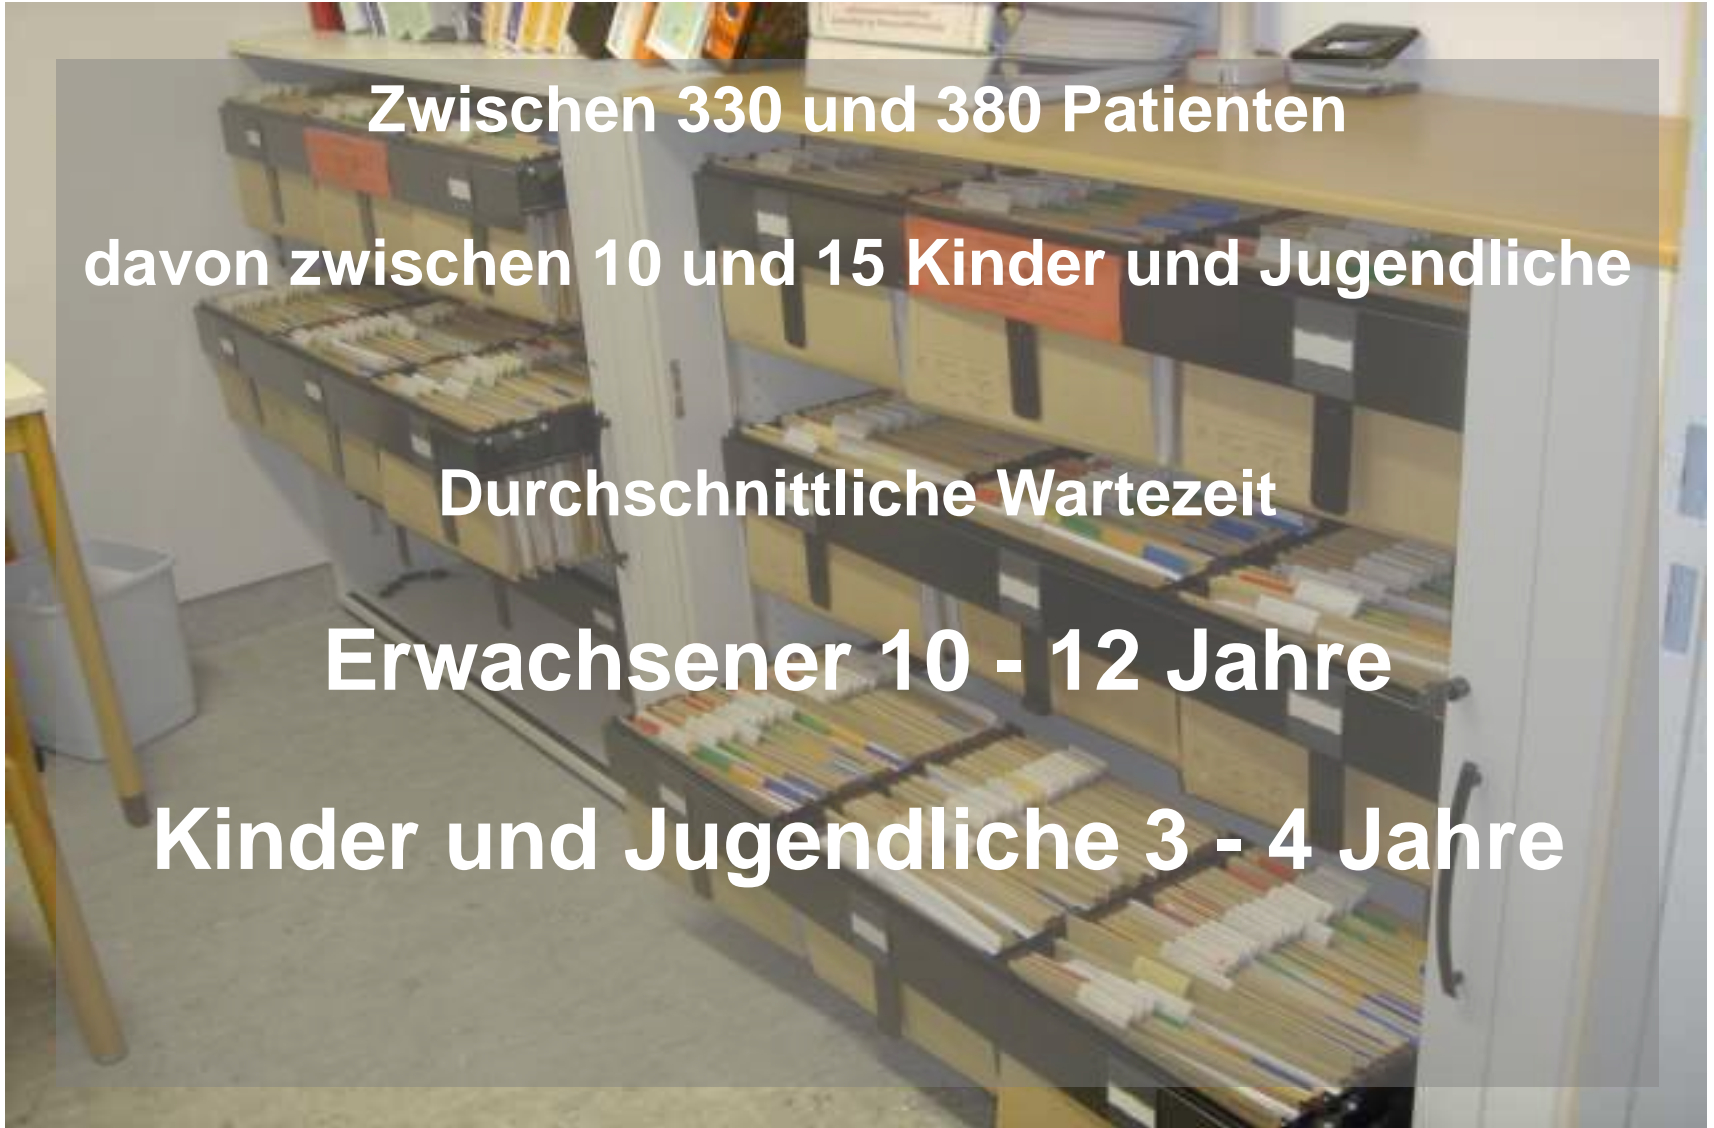 Zwischen 330 und 380 Patienten
davon zwischen 10 und 15 Kinder und Jugendliche
Durchschnittliche Wartezeit
Erwachsener 10 - 12 Jahre
Kinder und Jugendliche 3 - 4 Jahre